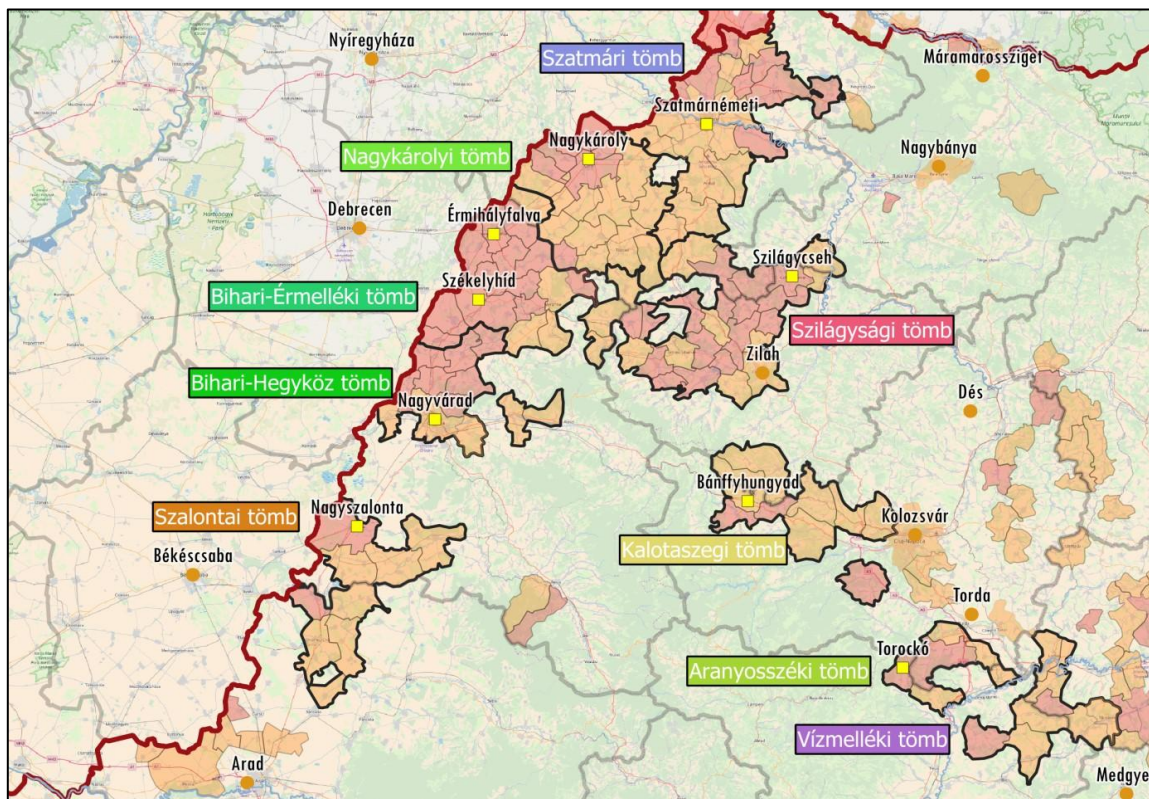 Nyíregyháza
Szatmári tömb
Máramarossziget
Szatmárnémeti
Nagykárolyi tömb
Nagykároly
Nagybánya
Debrecen
Érmihályfalva
Szilágycseh
Bihari-Érmelléki tömb
Székelyhíd
Szilágysági tömb
Zilah
Bihari-Hegyköz tömb
Nagyvárad
Dés
Bánffyhungyad
Szalontai tömb
Nagyszalonta
Kolozsvár
Kalotaszegi tömb
Békéscsaba
Torda
Aranyosszéki tömb
Torockó
Vízmelléki tömb
Arad
Medgye